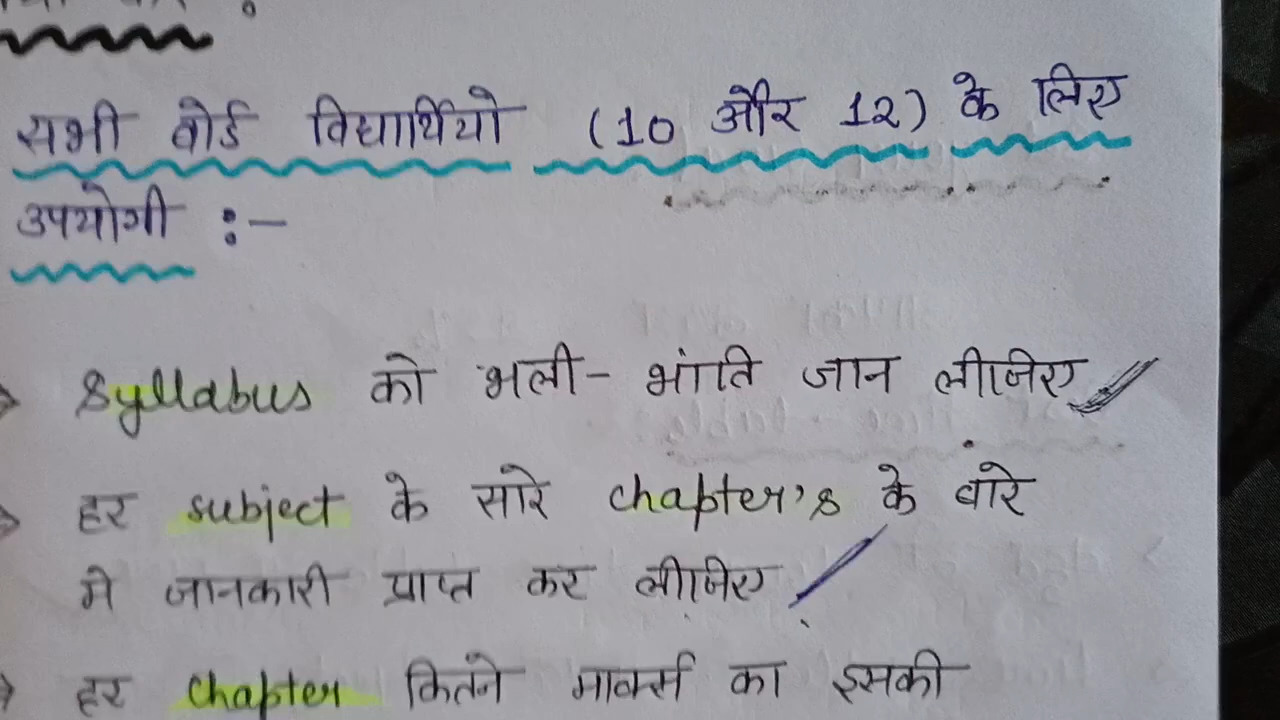 सभी बोर्ड विद्यार्थियो (10 और 12) के लिए
उपयोगी :-
Syllabus को भली- भांति जान लीजिए
हर subject के सारे chapter's के बारे
मे जानकारी प्राप्त कर लीजिए
हर chapter कितने मार्क्स का इसकी